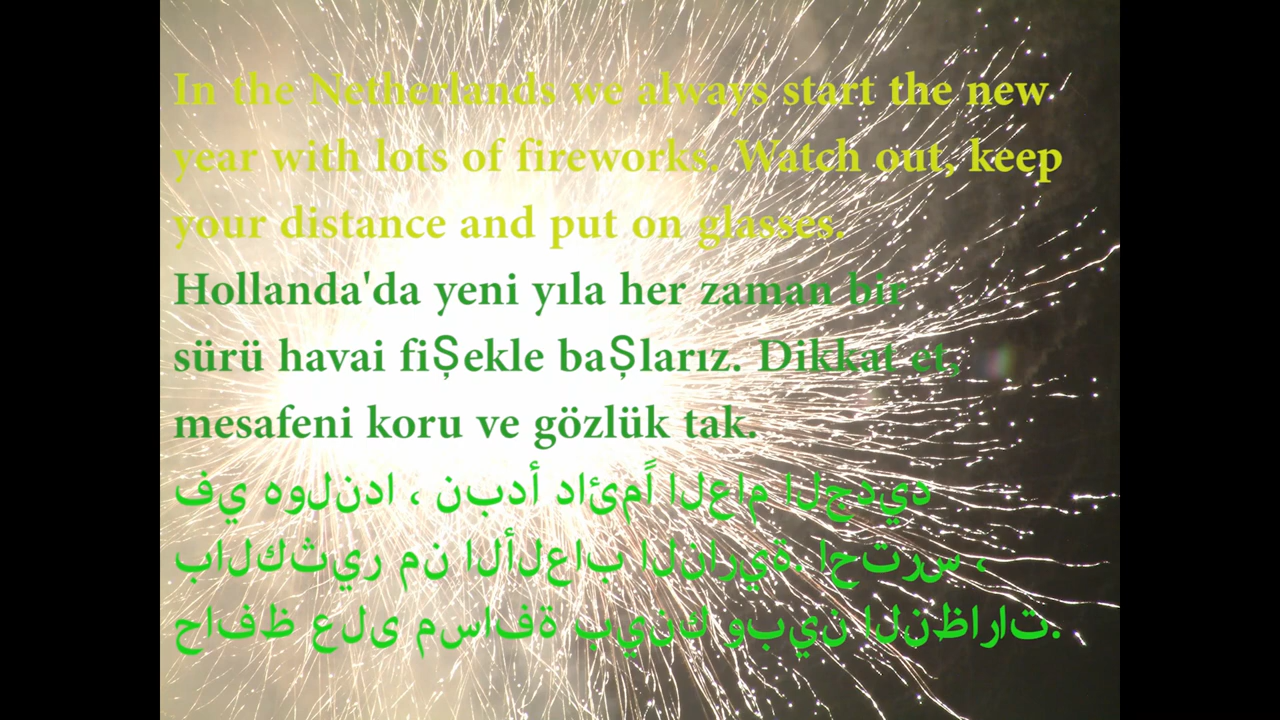 In the Netherlands we always start the new
year with lots of fireworks. Watch out, keep
your distance and put on glasses.
Hollanda'da yeni yıla her zaman bir
sürü havai fiŞekle baŞlarız. Dikkat et,
mesafeni koru ve gözlük tak.
في هولندا ، نبدأ دائمًا العام الجديد
بالكثير من الألعاب النارية. احترس ،
حافظ على مسافة بينك وبين النظارات.